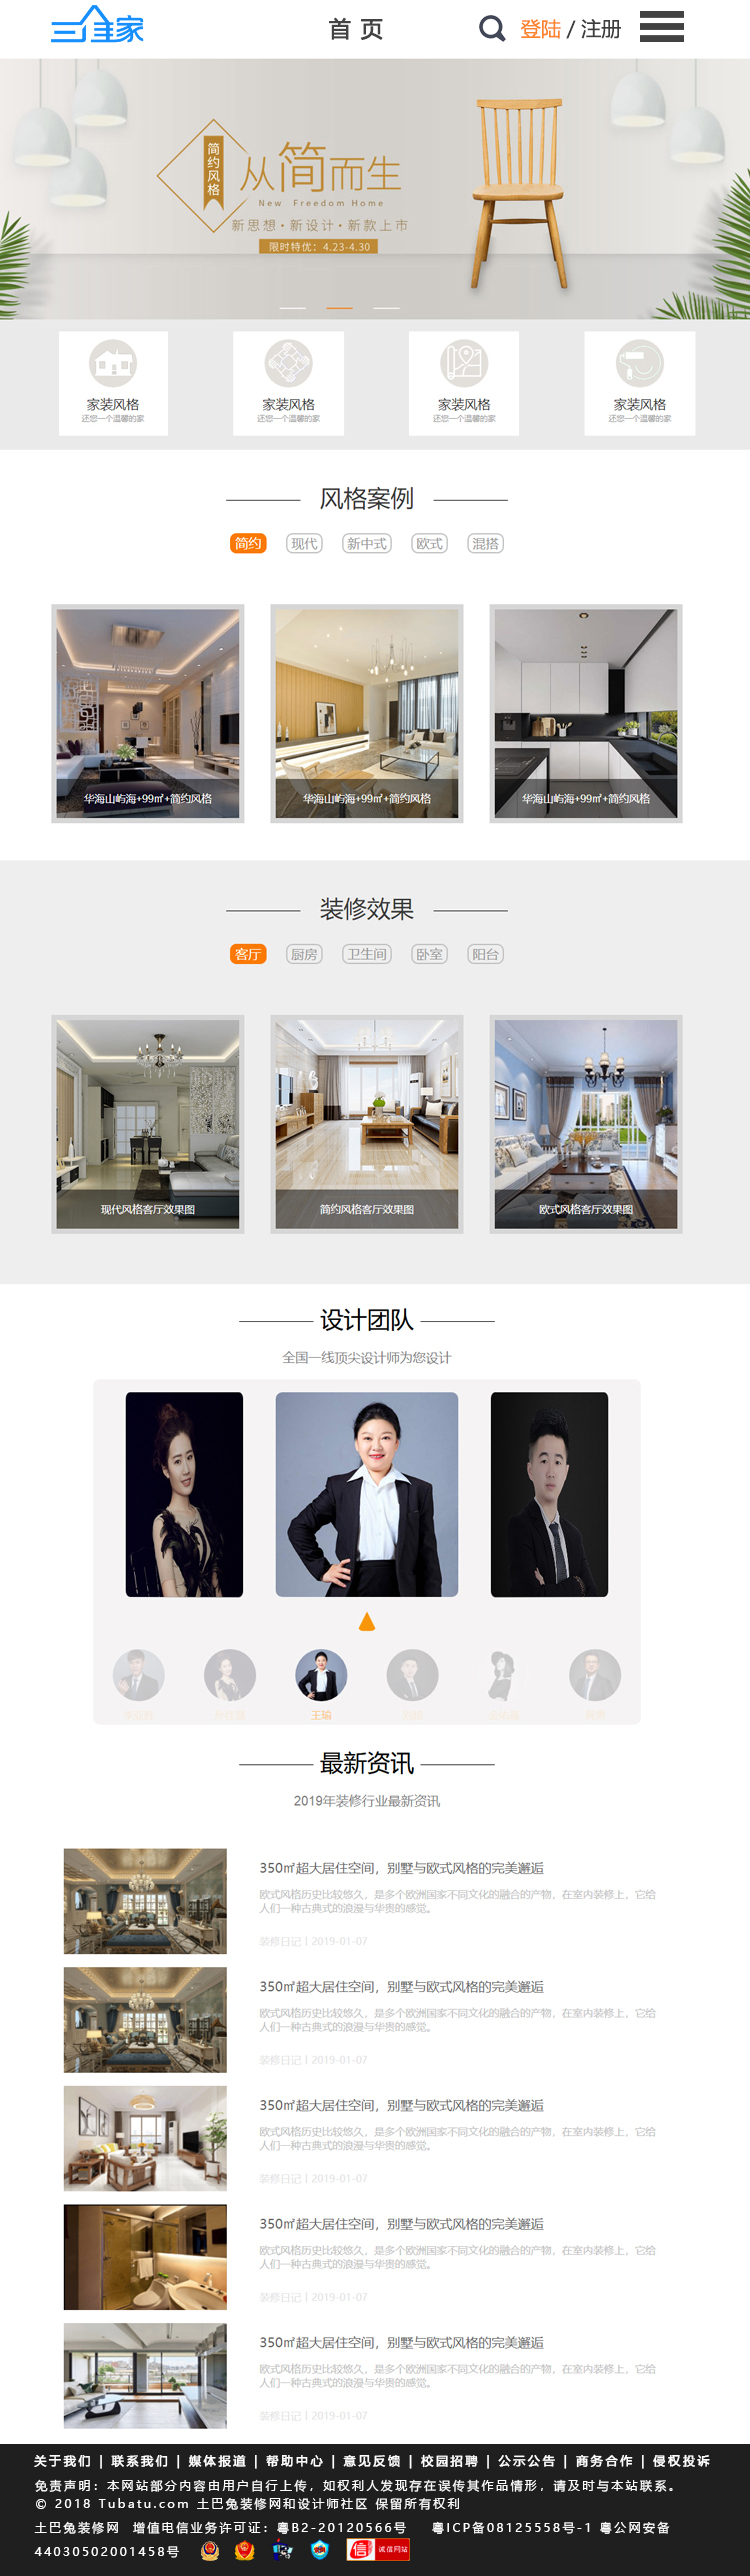 三维家
首 页
登陆 / 注册
简约风格
从简而生
New Freedom Home
新思想·新设计·新款上市
限时特优：4.23-4.30
家装风格
还您一个温馨的家
家装风格
还您一个温馨的家
家装风格
还您一个温馨的家
家装风格
还您一个温馨的家
风格案例
简约 现代 新中式 欧式 混搭
华海山屿海+99㎡+简约风格
华海山屿海+99㎡+简约风格
华海山屿海+99㎡+简约风格
装修效果
客厅 厨房 卫生间 卧室 阳台
现代风格客厅效果图
简约风格客厅效果图
欧式风格客厅效果图
设计团队
全国一线顶尖设计师为您设计
王瑜
最新资讯
2019年装修行业最新资讯
350㎡超大居住空间，别墅与欧式风格的完美邂逅
欧式风格历史比较悠久，是多个欧洲国家不同文化的融合的产物，在室内装修上，它给
人们一种古典式的浪漫与华贵的感觉。
装修日记丨2019-01-07
350㎡超大居住空间，别墅与欧式风格的完美邂逅
欧式风格历史比较悠久，是多个欧洲国家不同文化的融合的产物，在室内装修上，它给
人们一种古典式的浪漫与华贵的感觉。
装修日记丨2019-01-07
350㎡超大居住空间，别墅与欧式风格的完美邂逅
欧式风格历史比较悠久，是多个欧洲国家不同文化的融合的产物，在室内装修上，它给
人们一种古典式的浪漫与华贵的感觉。
装修日记丨2019-01-07
350㎡超大居住空间，别墅与欧式风格的完美邂逅
欧式风格历史比较悠久，是多个欧洲国家不同文化的融合的产物，在室内装修上，它给
人们一种古典式的浪漫与华贵的感觉。
装修日记丨2019-01-07
350㎡超大居住空间，别墅与欧式风格的完美邂逅
欧式风格历史比较悠久，是多个欧洲国家不同文化的融合的产物，在室内装修上，它给
人们一种古典式的浪漫与华贵的感觉。
装修日记丨2019-01-07
关于我们 | 联系我们 | 媒体报道 | 帮助中心 | 意见反馈 | 校园招聘 | 公示公告 | 商务合作 | 侵权投诉
免责声明：本网站部分内容由用户自行上传，如权利人发现存在误传其作品情形，请及时与本站联系。
© 2018 Tubatu.com 土巴兔装修网和设计师社区 保留所有权利
土巴兔装修网 增值电信业务许可证：粤B2-20120566号 粤ICP备08125558号-1 粤公网安备
44030502001458号 信 诚信网站